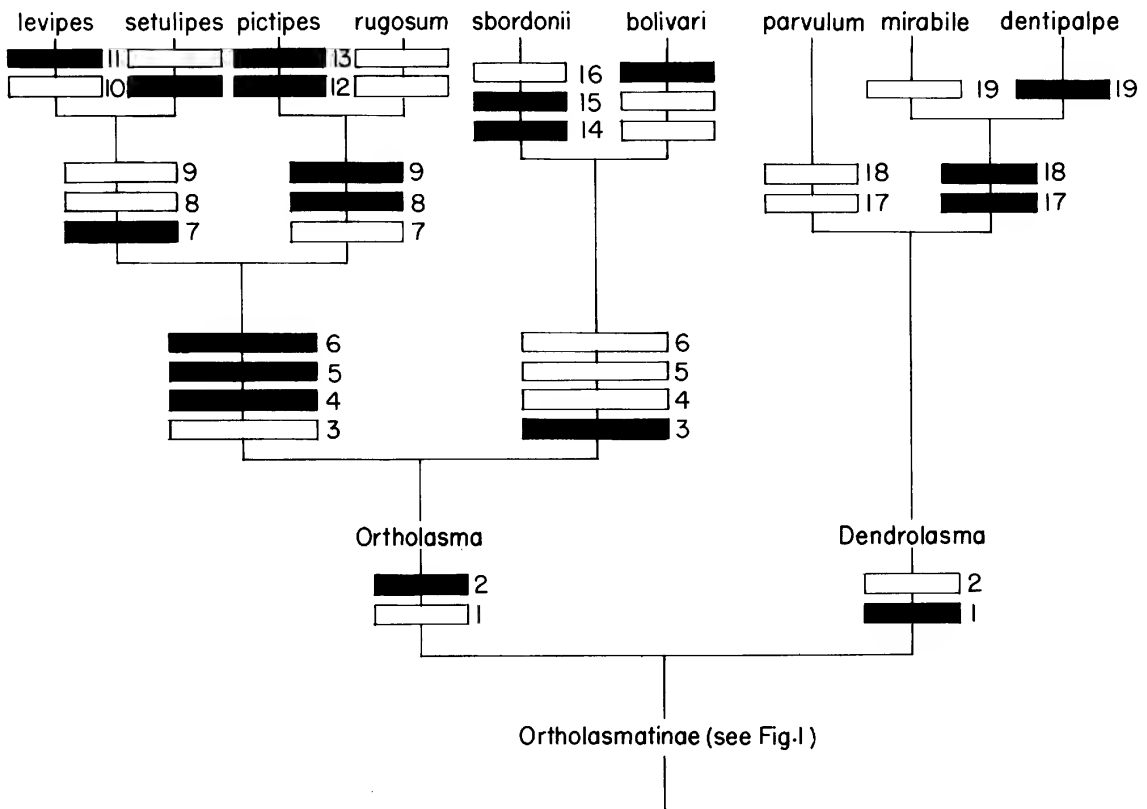 levipes setulipes pictipes rugosum sbordonii bolivari parvulum mirabile dentipalpe
11 13
16
10 12
19 19
15
14
9 9 18 18
8 8 17 17
7 7
6 6
5 5
4 4
3 3
Ortholasma Dendrolasma
2 2
1 1
Ortholasmatinae (see Fig.1)